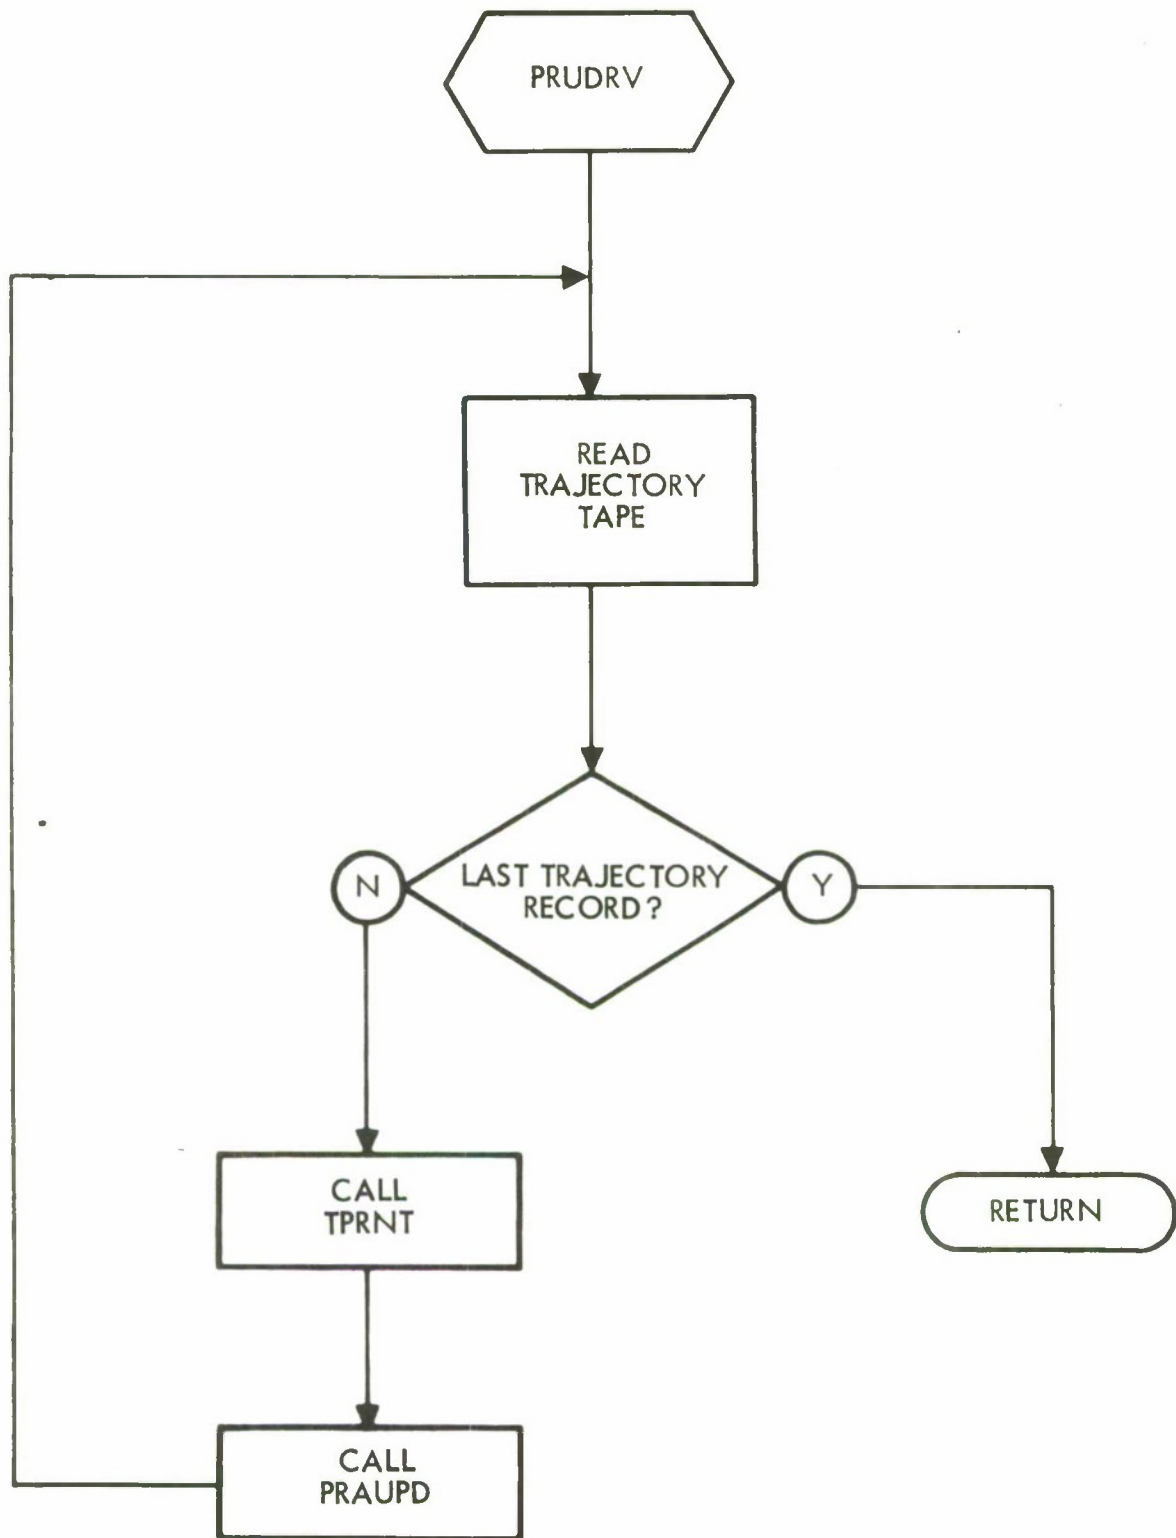 PRUDRV
READ
TRAJECTORY
TAPE
N
LAST TRAJECTORY
RECORD?
Y
CALL
TPRNT
RETURN
CALL
PRAUPD